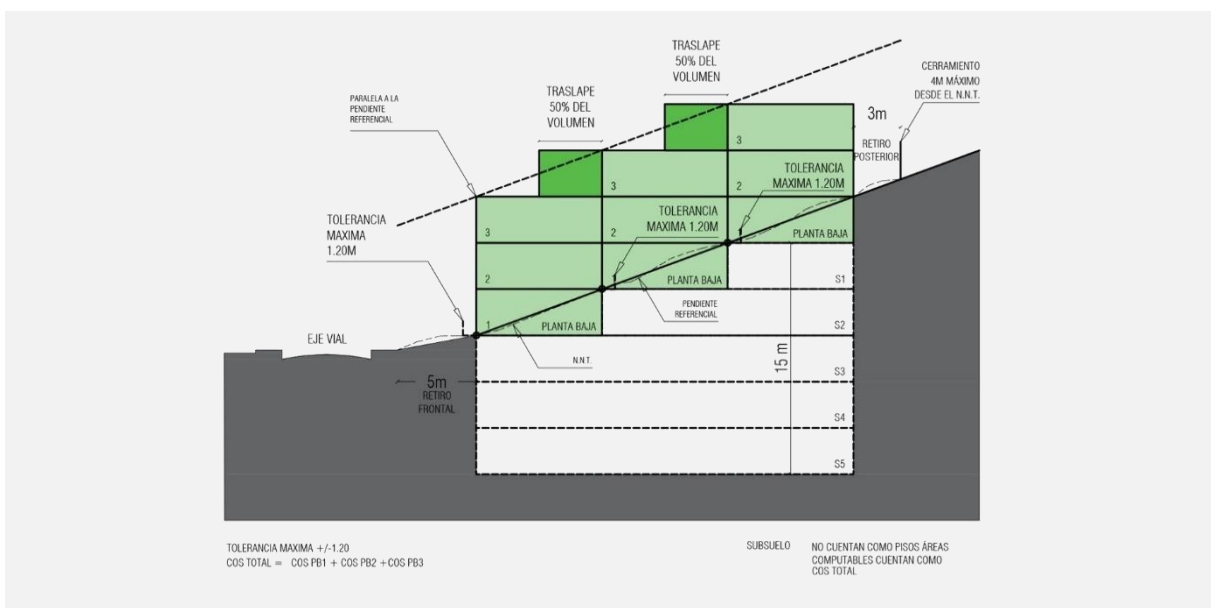 TRASLAPE
50% DEL
VOLUMEN
CERRAMIENTO
4M MÁXIMO
DESDE EL N.N.T.
TRASLAPE
50% DEL
VOLUMEN
PARALELA A LA
PENDIENTE
REFERENCIAL
3m
RETIRO
POSTERIOR
3
TOLERANCIA
MAXIMA 1.20M
3
2
TOLERANCIA
MAXIMA
1.20M
TOLERANCIA
MAXIMA 1.20M
3
2
PLANTA BAJA
2
PLANTA BAJA
S1
PENDIENTE
REFERENCIAL
1
PLANTA BAJA
S2
EJE VIAL
N.N.T.
15 m
S3
5m
RETIRO
FRONTAL
S4
S5
TOLERANCIA MAXIMA +/-1.20
COS TOTAL = COS PB1 + COS PB2 +COS PB3
SUBSUELO
NO CUENTAN COMO PISOS ÁREAS
COMPUTABLES CUENTAN COMO
COS TOTAL